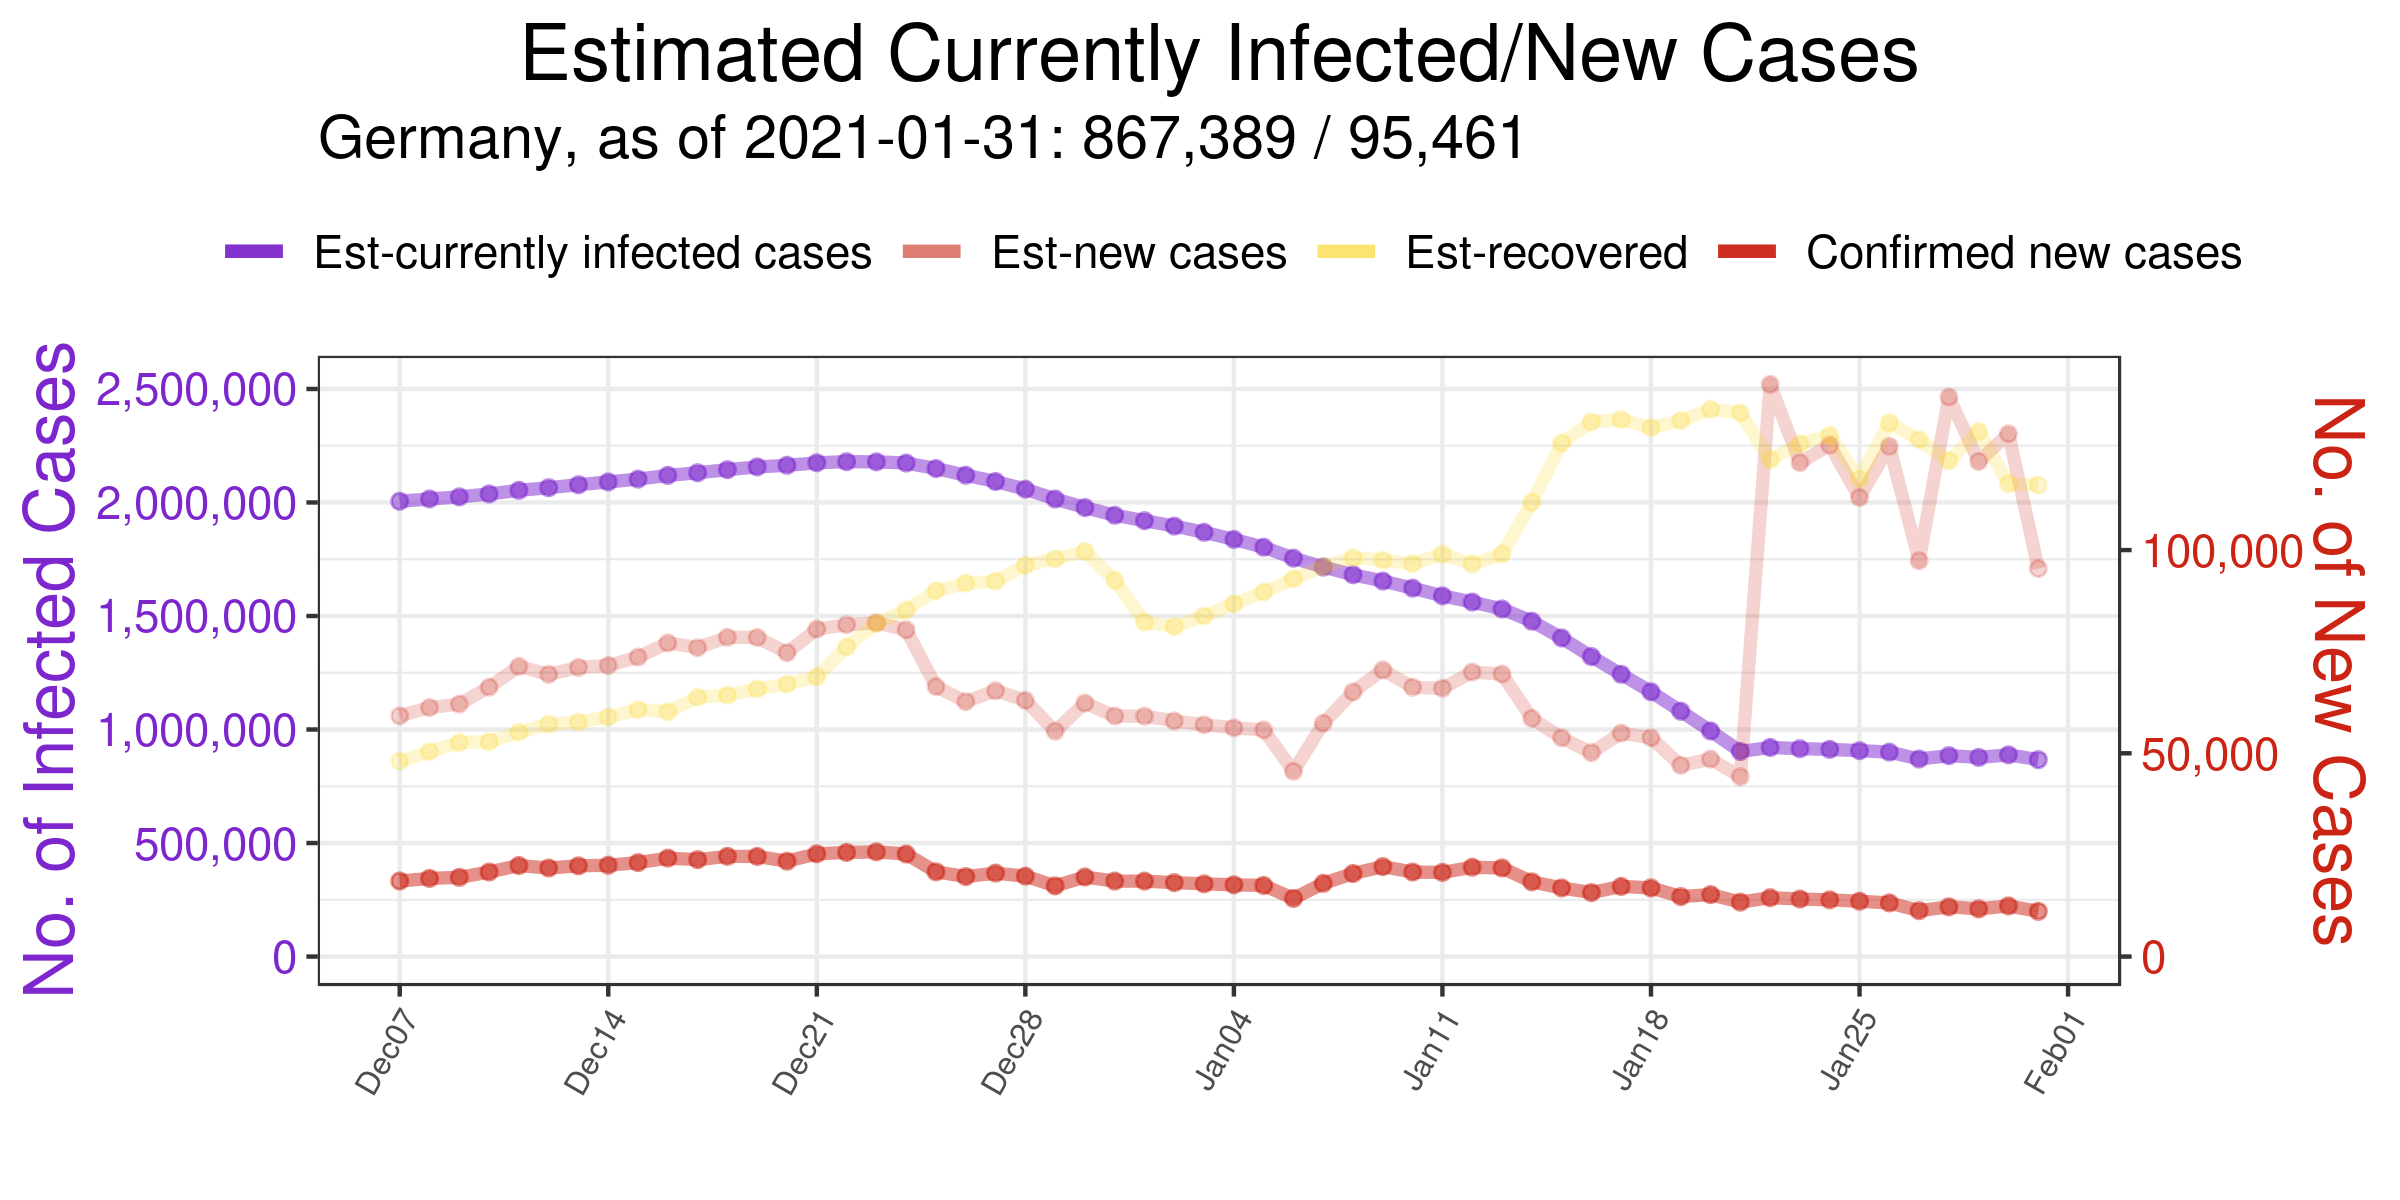 Estimated Currently Infected/New Cases
Germany, as of 2021-01-31: 867,389 / 95,461
Est-currently infected cases Est-new cases Est-recovered Confirmed new cases
No. of Infected Cases
2,500,000
2,000,000
1,500,000
1,000,000
500,000
0
100,000
50,000
0
No. of New Cases
Dec07 Dec14 Dec21 Dec28 Jan04 Jan11 Jan18 Jan25 Feb01